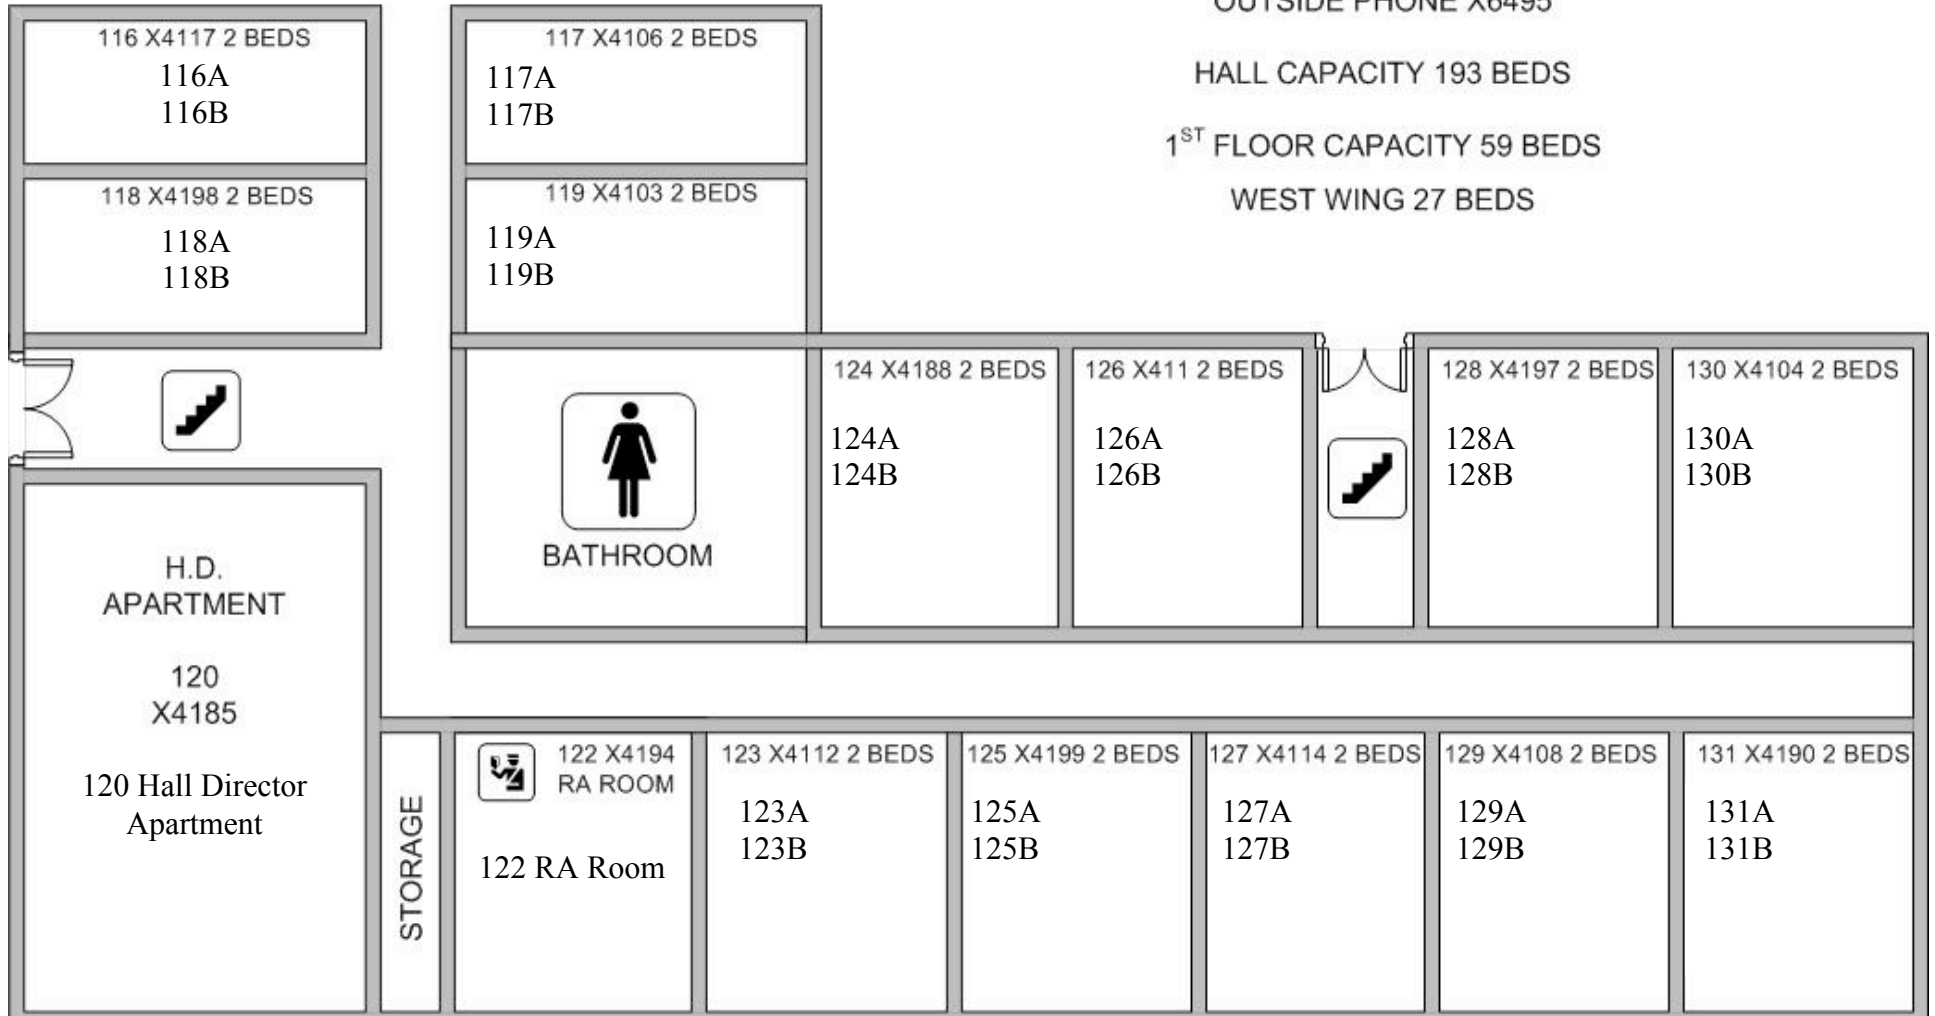 OUTSIDE PHONE X6495
HALL CAPACITY 193 BEDS
1ST FLOOR CAPACITY 59 BEDS
WEST WING 27 BEDS
116 X4117 2 BEDS
116A
116B
117 X4106 2 BEDS
117A
117B
118 X4198 2 BEDS
118A
118B
119 X4103 2 BEDS
119A
119B
BATHROOM
124 X4188 2 BEDS
124A
124B
126 X411 2 BEDS
126A
126B
128 X4197 2 BEDS
128A
128B
130 X4104 2 BEDS
130A
130B
H.D.
APARTMENT
120
X4185
120 Hall Director
Apartment
STORAGE
122 X4194
RA ROOM
122 RA Room
123 X4112 2 BEDS
123A
123B
125 X4199 2 BEDS
125A
125B
127 X4114 2 BEDS
127A
127B
129 X4108 2 BEDS
129A
129B
131 X4190 2 BEDS
131A
131B